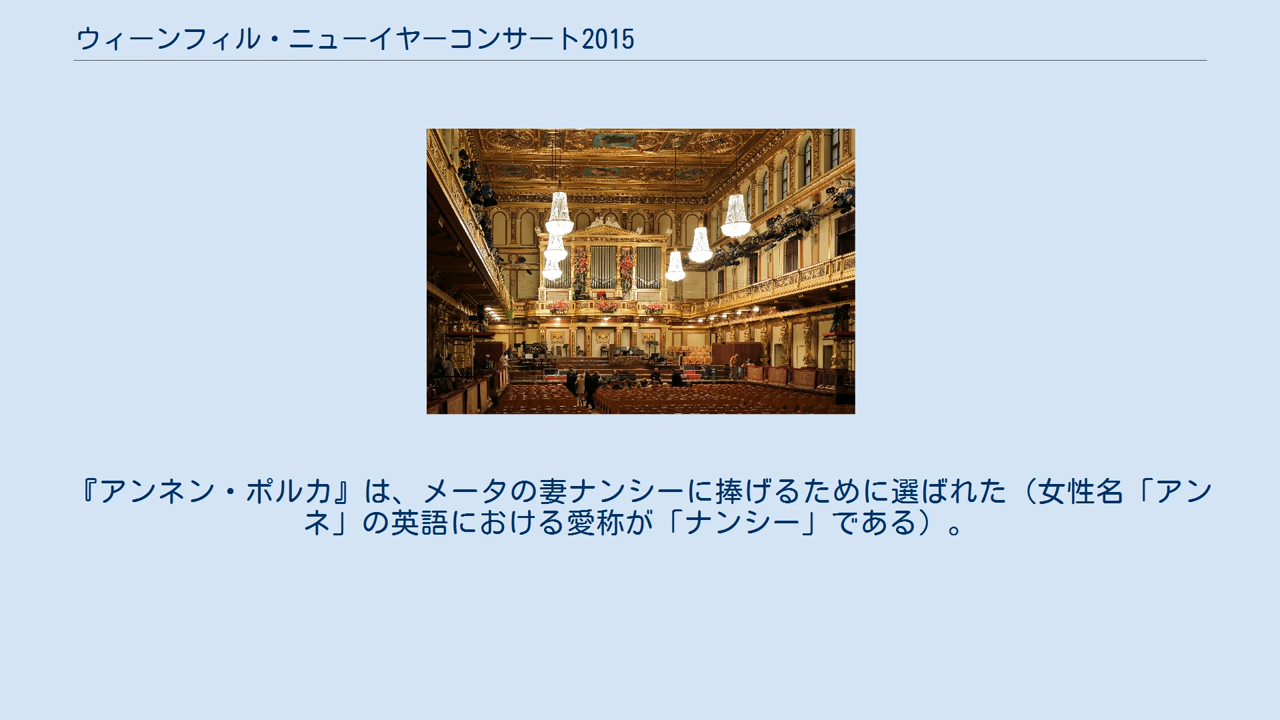 ウィーンフィル・ニューイヤーコンサート2015
『アンネン・ポルカ』は、メータの妻ナンシーに捧げるために選ばれた（女性名「アン
ネ」の英語における愛称が「ナンシー」である）。